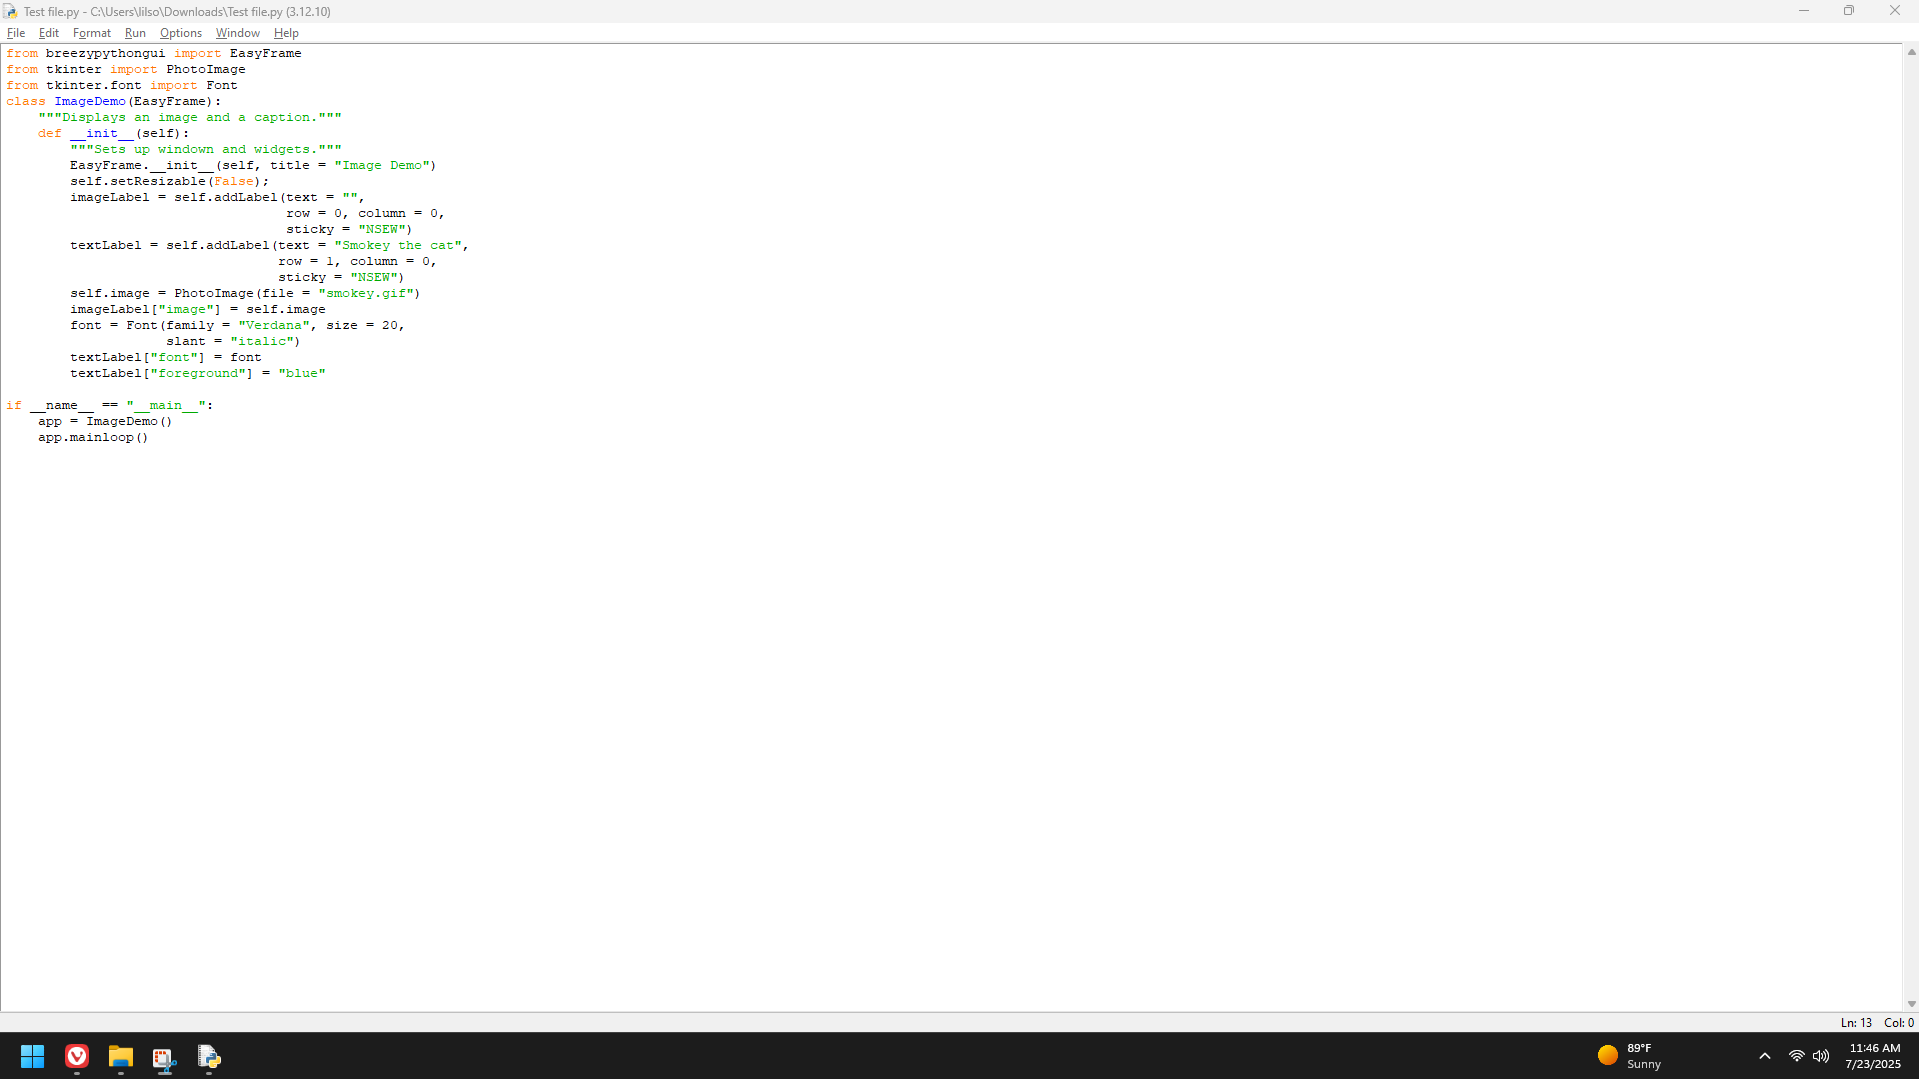 Test file.py - C:\Users\lilso\Downloads\Test file.py (3.12.10)
File Edit Format Run Options Window Help
from breezypythongui import EasyFrame
from tkinter import PhotoImage
from tkinter.font import Font
class ImageDemo(EasyFrame):
    """Displays an image and a caption."""
    def __init__(self):
        """Sets up windown and widgets."""
        EasyFrame.__init__(self, title = "Image Demo")
        self.setResizable(False);
        imageLabel = self.addLabel(text = "",
                                   row = 0, column = 0,
                                   sticky = "NSEW")
        textLabel = self.addLabel(text = "Smokey the cat",
                                  row = 1, column = 0,
                                  sticky = "NSEW")
        self.image = PhotoImage(file = "smokey.gif")
        imageLabel["image"] = self.image
        font = Font(family = "Verdana", size = 20,
                    slant = "italic")
        textLabel["font"] = font
        textLabel["foreground"] = "blue"

if __name__ == "__main__":
    app = ImageDemo()
    app.mainloop()
Ln: 13 Col: 0
89°F
Sunny
11:46 AM
7/23/2025